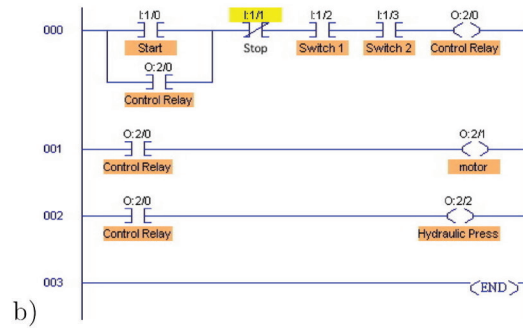 I:1/0 I:1/1 I:1/2 I:1/3 O:2/0
000
Start Stop Switch 1 Switch 2 Control Relay
O:2/0
Control Relay
O:2/0 O:2/1
001
Control Relay motor
O:2/0 O:2/2
002
Control Relay Hydraulic Press
003 END
b)